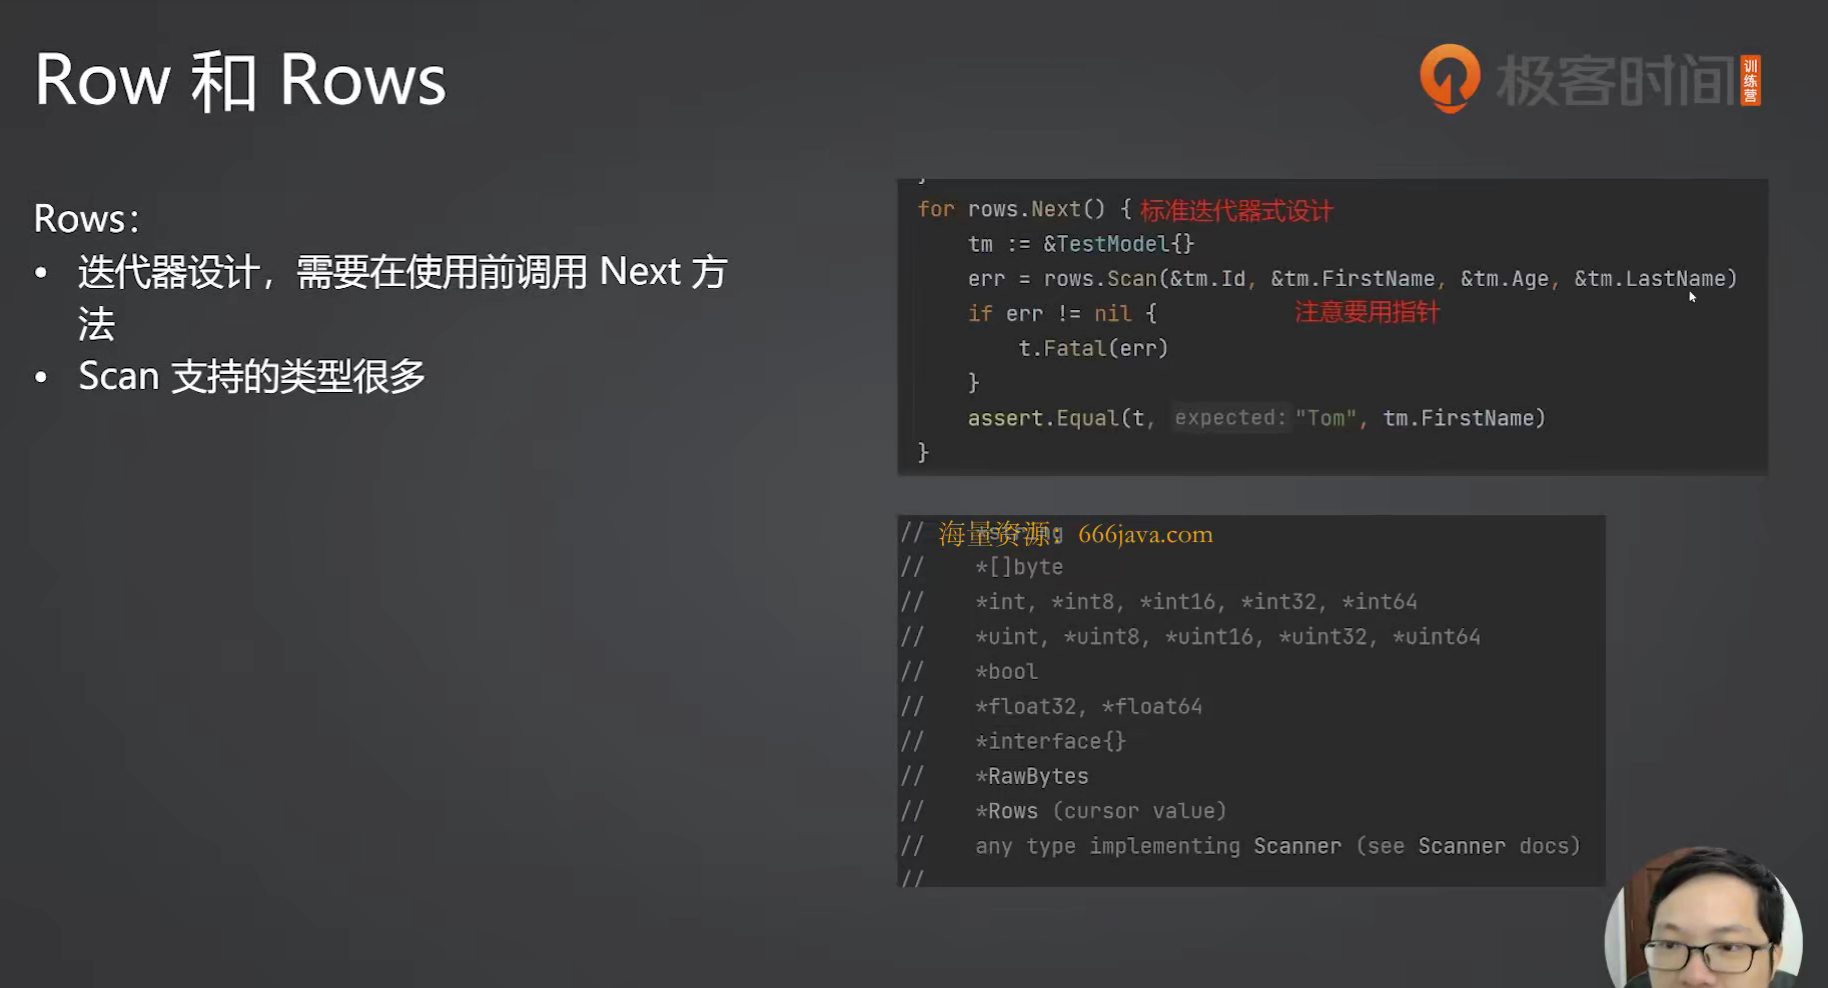 Row 和 Rows
极客时间
训练营
Rows：
• 迭代器设计，需要在使用前调用 Next 方
法
• Scan 支持的类型很多
for rows.Next() { 标准迭代器式设计
tm := &TestModel{}
err = rows.Scan(&tm.Id, &tm.FirstName, &tm.Age, &tm.LastName)
if err != nil { 注意要用指针
t.Fatal(err)
}
assert.Equal(t, expected: "Tom", tm.FirstName)
}
// *string
海量资源：666java.com
// *[]byte
// *int, *int8, *int16, *int32, *int64
// *uint, *uint8, *uint16, *uint32, *uint64
// *bool
// *float32, *float64
// *interface{}
// *RawBytes
// *Rows (cursor value)
// any type implementing Scanner (see Scanner docs)
//